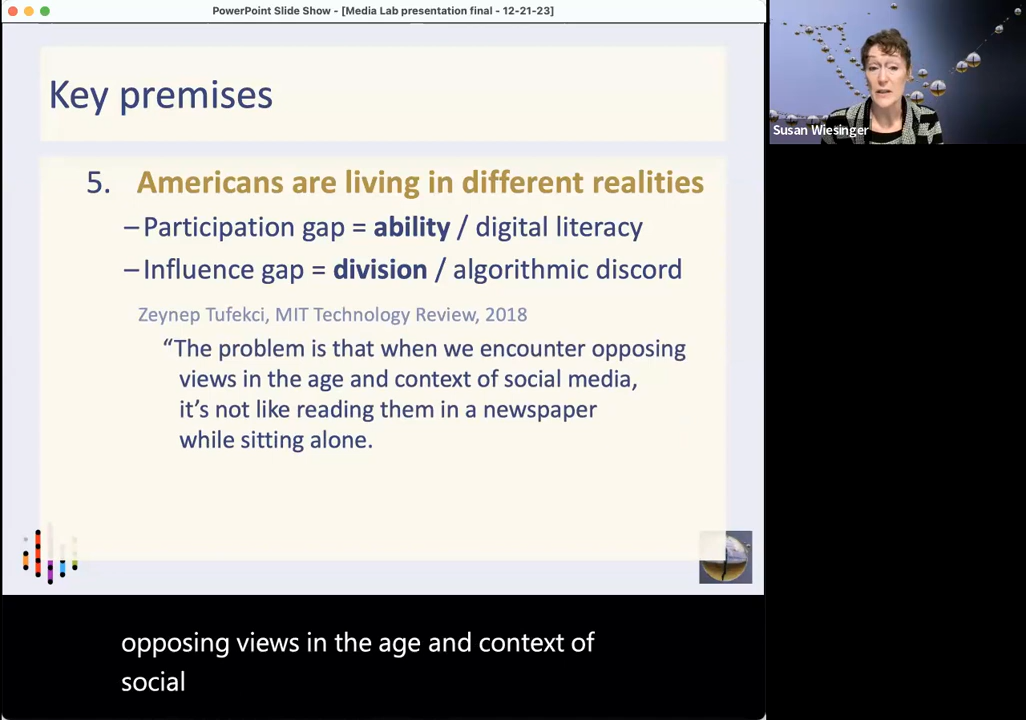 PowerPoint Slide Show - [Media Lab presentation final - 12-21-23]
Key premises
5. Americans are living in different realities
– Participation gap = ability / digital literacy
– Influence gap = division / algorithmic discord
Zeynep Tufekci, MIT Technology Review, 2018
“The problem is that when we encounter opposing
views in the age and context of social media,
it’s not like reading them in a newspaper
while sitting alone.
Susan Wiesinger
opposing views in the age and context of
social